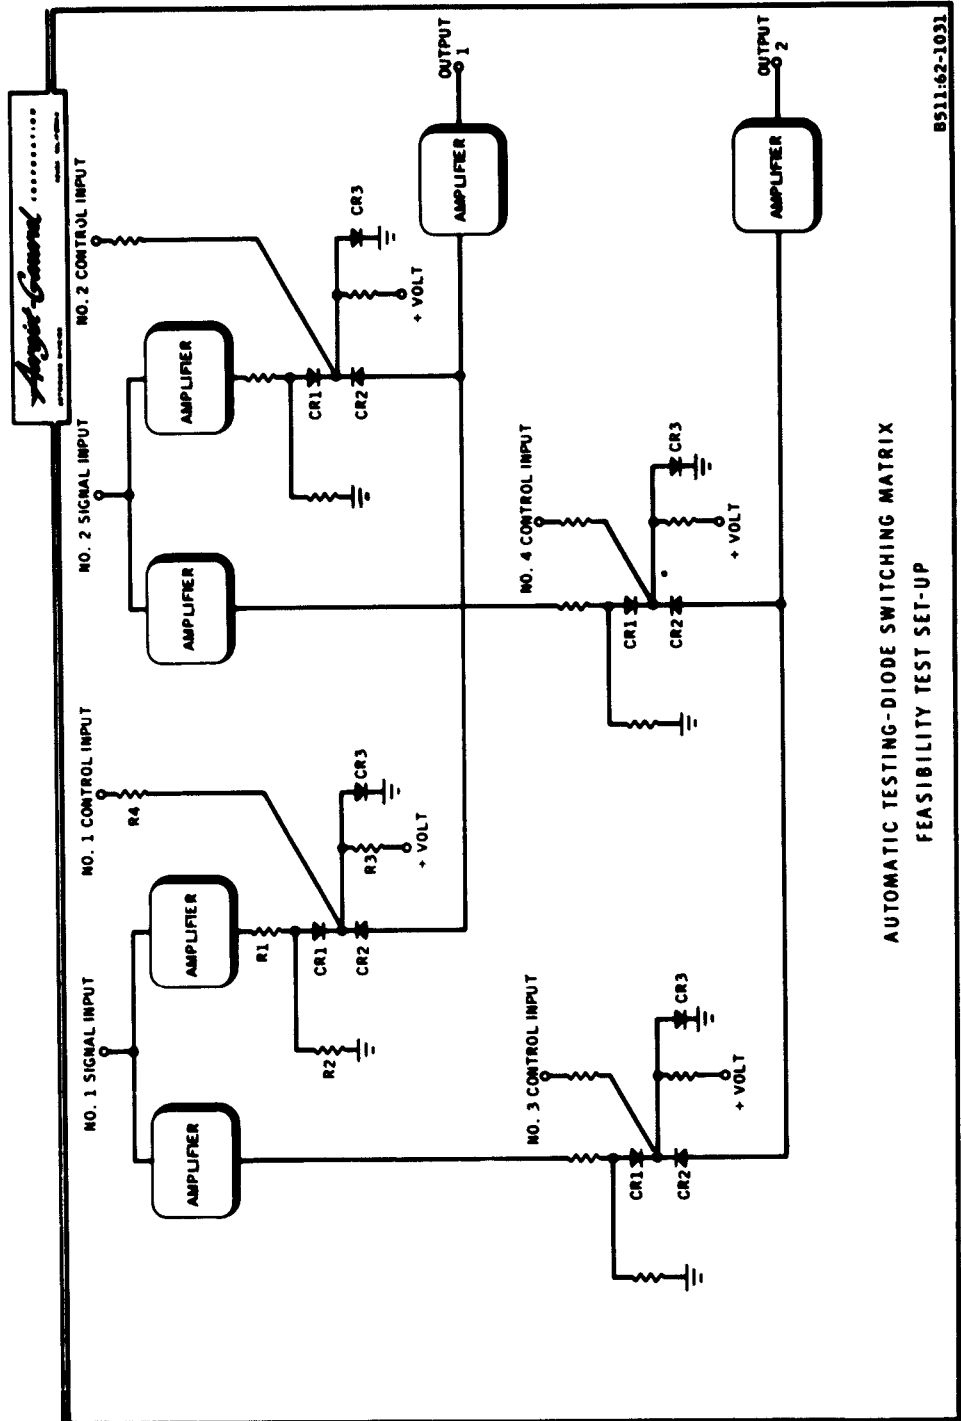 Aerojet-General
NO. 1 SIGNAL INPUT
NO. 1 CONTROL INPUT
NO. 2 SIGNAL INPUT
NO. 2 CONTROL INPUT
AMPLIFIER
AMPLIFIER
AMPLIFIER
AMPLIFIER
R4
R1
R2
CR1
CR2
R3
CR3
+ VOLT
CR1
CR2
CR3
+ VOLT
AMPLIFIER
OUTPUT
1
NO. 3 CONTROL INPUT
CR1
CR2
CR3
+ VOLT
NO. 4 CONTROL INPUT
CR1
CR2
CR3
+ VOLT
AMPLIFIER
OUTPUT
2
AUTOMATIC TESTING-DIODE SWITCHING MATRIX
FEASIBILITY TEST SET-UP
B511:62-1031